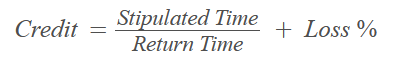 Credit = Stipulated Time / Return Time + Loss %